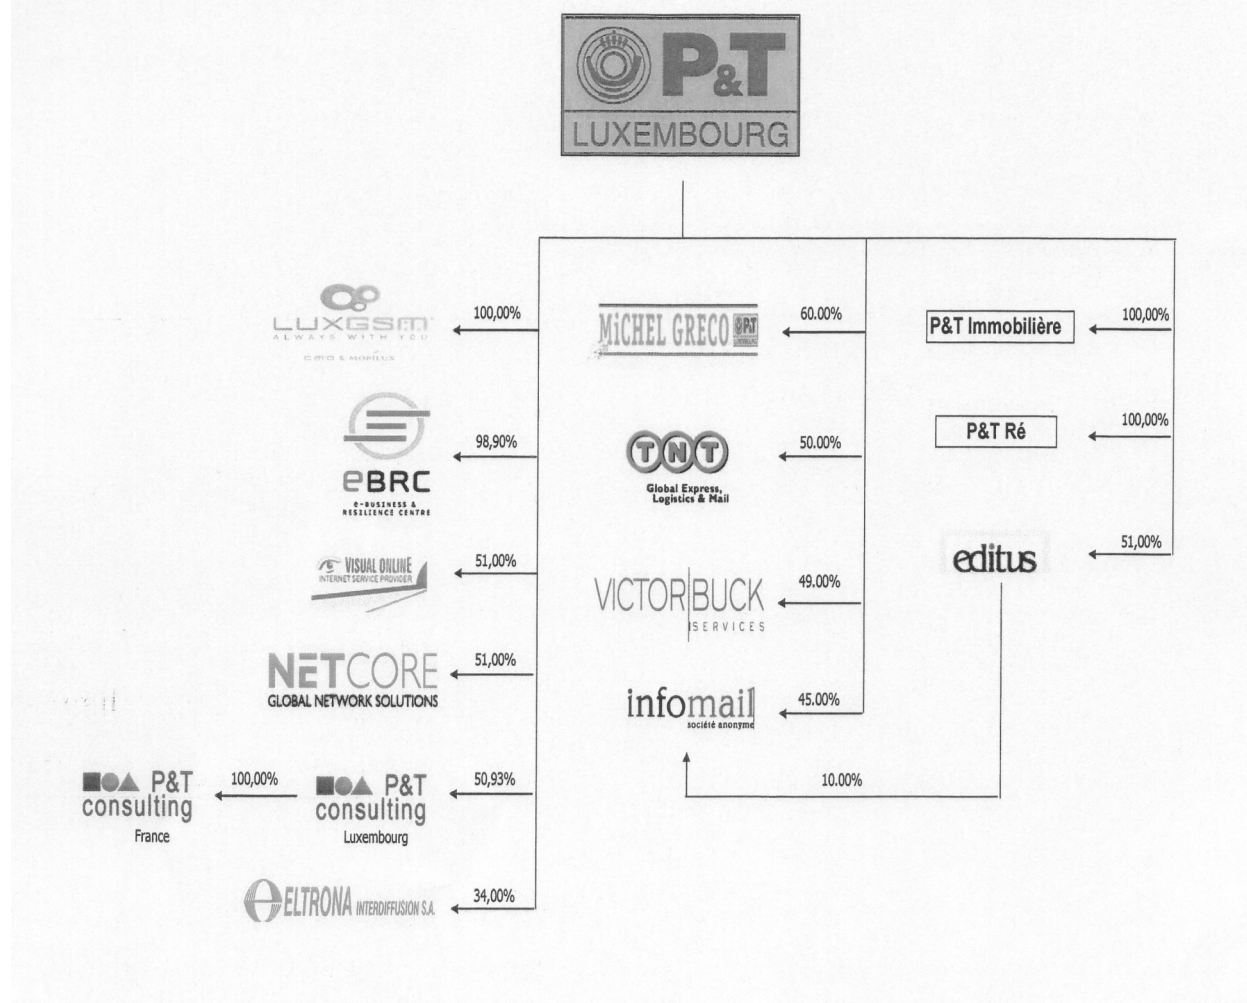 P&T
LUXEMBOURG
LUXGSM
ALWAYS WITH YOU
100,00%
eBRC
e-BUSINESS &
RESILIENCE CENTRE
98,90%
VISUAL ONLINE
INTERNET SERVICE PROVIDER
51,00%
NETCORE
GLOBAL NETWORK SOLUTIONS
51,00%
P&T
consulting
France
100,00%
P&T
consulting
Luxembourg
50,93%
ELTRONA INTERDIFFUSION S.A.
34,00%
MiCHEL GRECO P&T
60.00%
TNT
Global Express,
Logistics & Mail
50.00%
VICTOR BUCK
SERVICES
49.00%
infomail
société anonyme
45.00%
10.00%
P&T Immobilière
100,00%
P&T Ré
100,00%
editus
51,00%